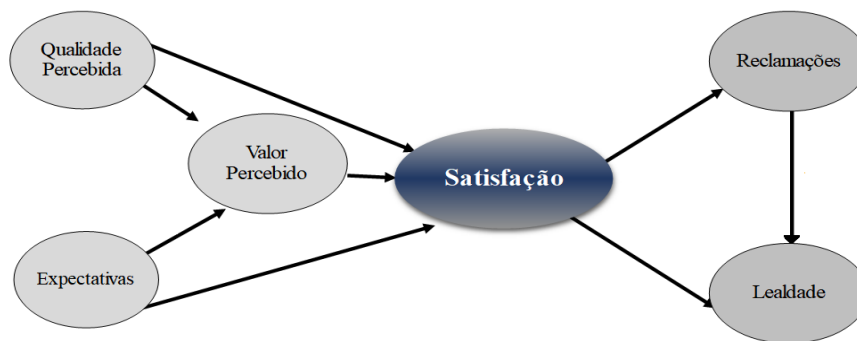 Qualidade
Percebida
Reclamações
Valor
Percebido
Satisfação
Expectativas
Lealdade